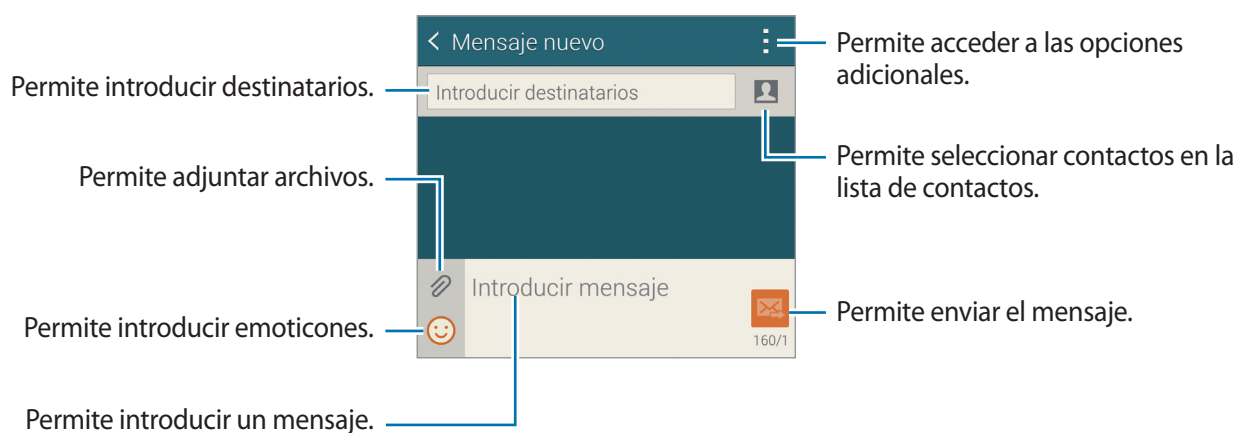 Mensaje nuevo
Permite acceder a las opciones
adicionales.
Permite introducir destinatarios.
Introducir destinatarios
Permite seleccionar contactos en la
lista de contactos.
Permite adjuntar archivos.
Introducir mensaje
Permite enviar el mensaje.
160/1
Permite introducir emoticones.
Permite introducir un mensaje.